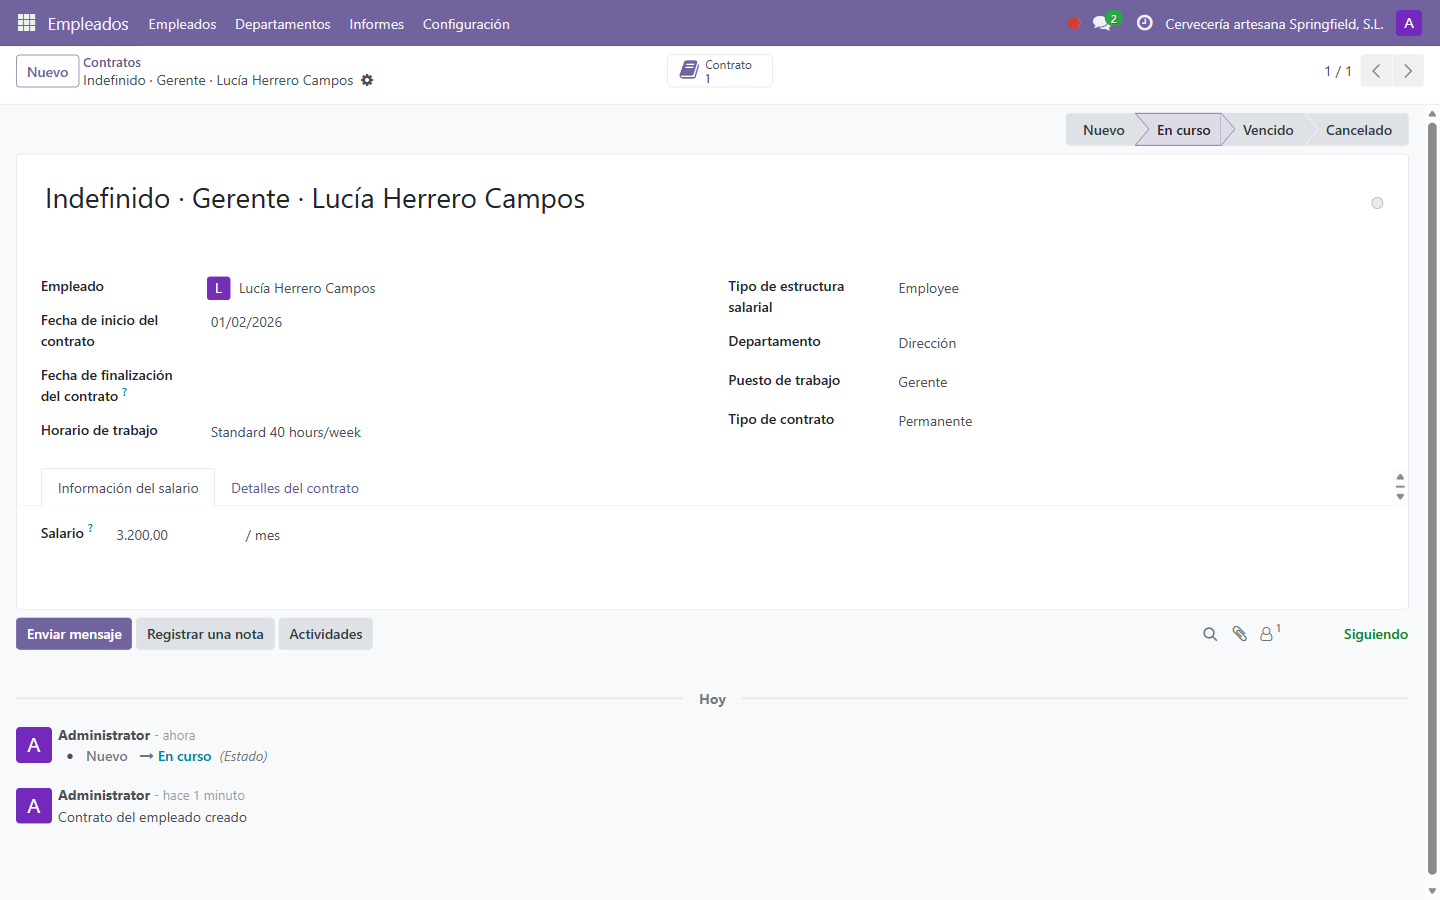 Empleados
Empleados Departamentos Informes Configuración
2
Cervecería artesana Springfield, S.L.
A
Nuevo
Contratos
Indefinido · Gerente · Lucía Herrero Campos
Contrato
1
1 / 1
Nuevo En curso Vencido Cancelado
Indefinido · Gerente · Lucía Herrero Campos
Empleado
L Lucía Herrero Campos
Fecha de inicio del
contrato
01/02/2026
Fecha de finalización
del contrato ?
Horario de trabajo
Standard 40 hours/week
Tipo de estructura
salarial
Employee
Departamento
Dirección
Puesto de trabajo
Gerente
Tipo de contrato
Permanente
Información del salario Detalles del contrato
Salario ? 3.200,00 / mes
Enviar mensaje Registrar una nota Actividades
1
Siguiendo
Hoy
A
Administrator - ahora
• Nuevo → En curso (Estado)
A
Administrator - hace 1 minuto
Contrato del empleado creado